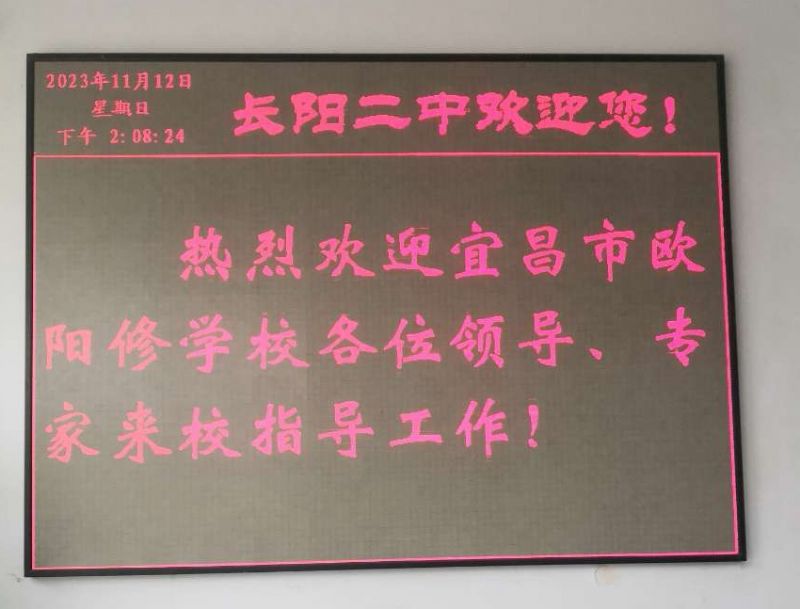 2023年11月12日
星期日
下午 2:08:24
长阳二中欢迎您！
热烈欢迎宜昌市欧
阳修学校各位领导、专
家来校指导工作！